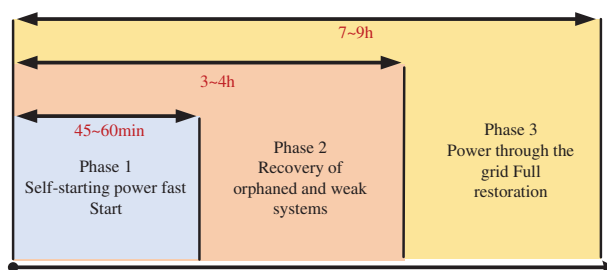 7~9h
3~4h
45~60min
Phase 1
Self-starting power fast
Start
Phase 2
Recovery of
orphaned and weak
systems
Phase 3
Power through the
grid Full
restoration